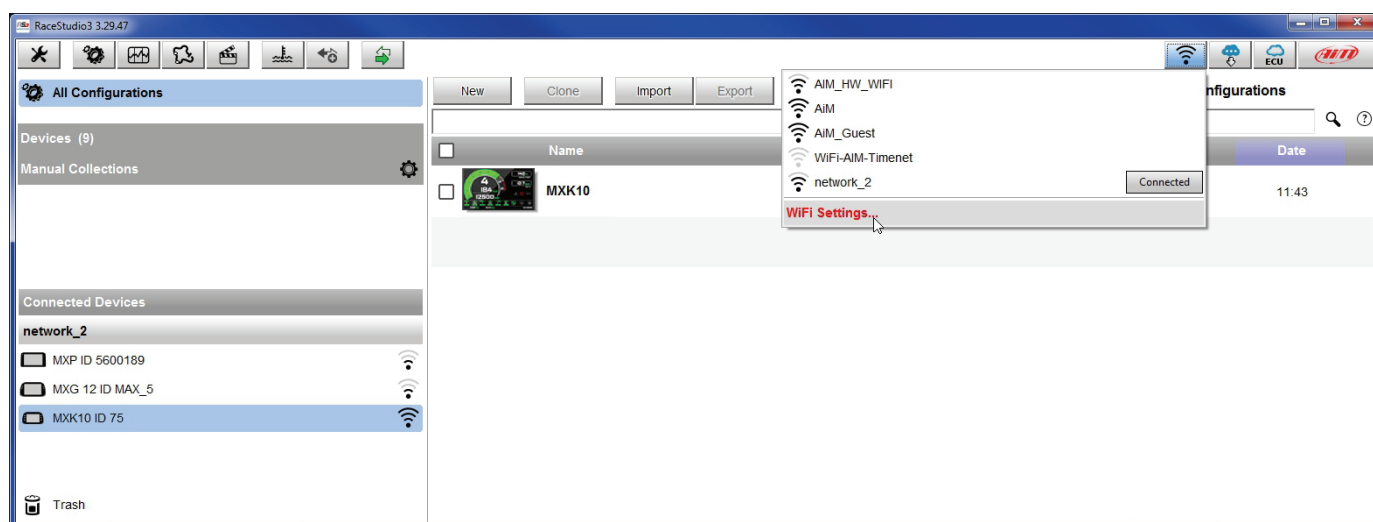 RaceStudio3 3.29.47
ECU
AiM
All Configurations
New Clone Import Export
nfigurations
AIM_HW_WIFI
AiM
AiM_Guest
WiFi-AIM-Timenet
network_2 Connected
WiFi Settings...
Devices (9)
Manual Collections
Name Date
MXK10 11:43
Connected Devices
network_2
MXP ID 5600189
MXG 12 ID MAX_5
MXK10 ID 75
Trash